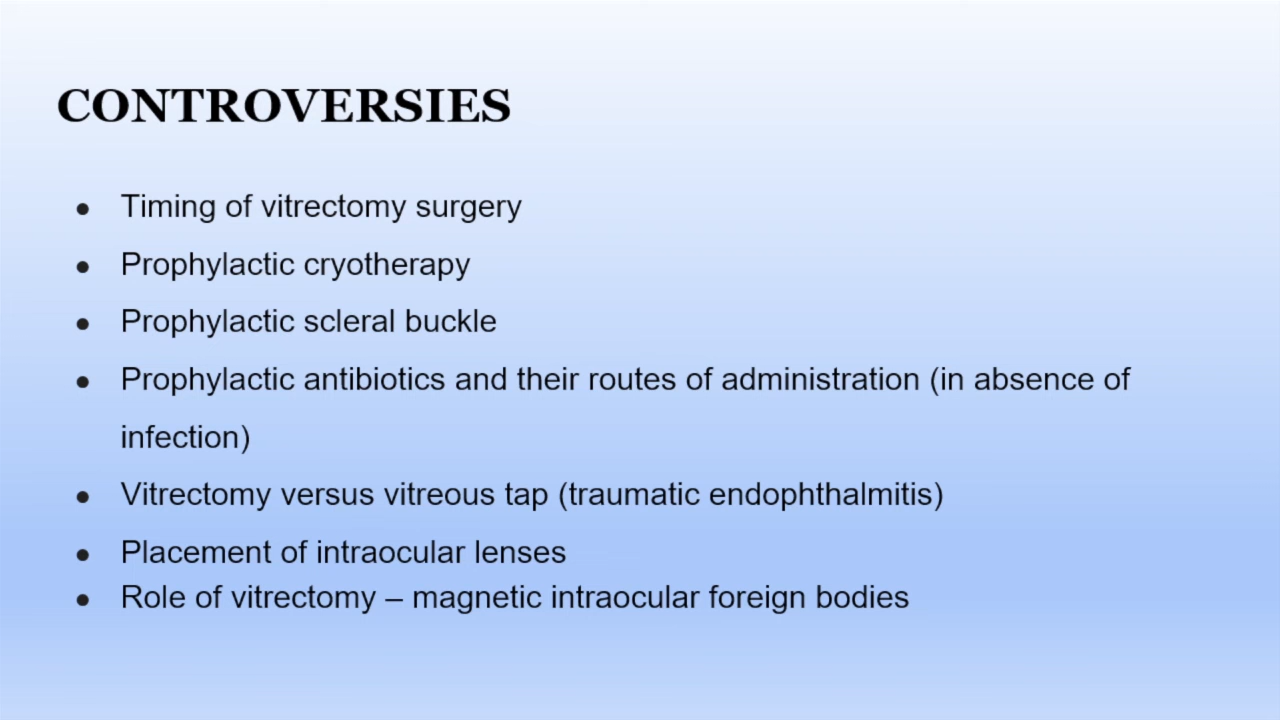 CONTROVERSIES
● Timing of vitrectomy surgery
● Prophylactic cryotherapy
● Prophylactic scleral buckle
● Prophylactic antibiotics and their routes of administration (in absence of
infection)
● Vitrectomy versus vitreous tap (traumatic endophthalmitis)
● Placement of intraocular lenses
● Role of vitrectomy – magnetic intraocular foreign bodies